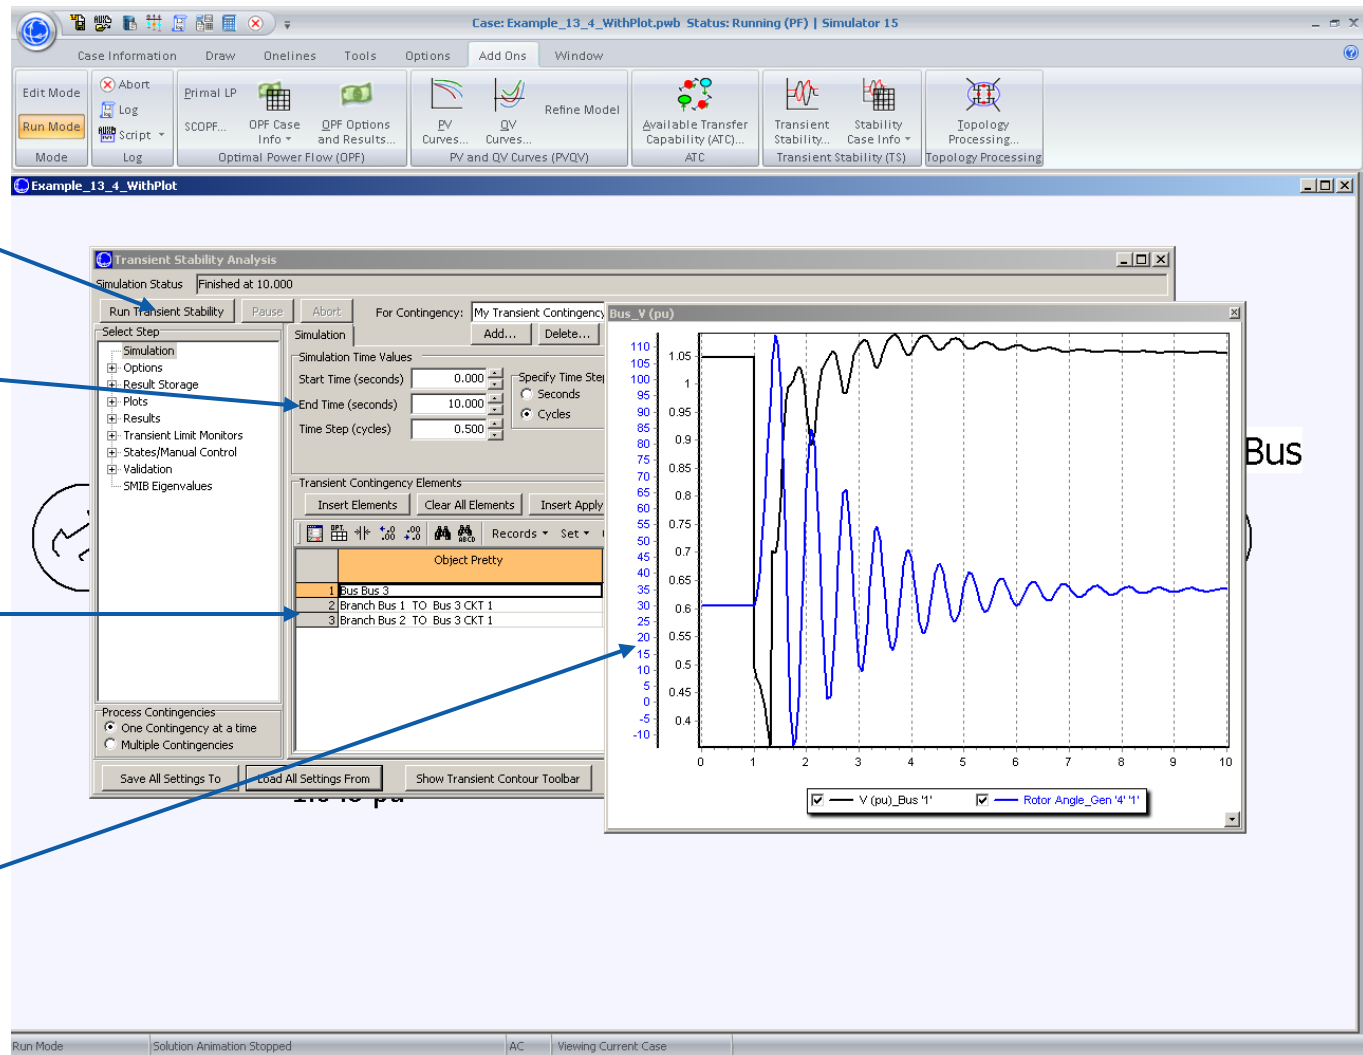 Case: Example_13_4_WithPlot.pwb Status: Running (PF) | Simulator 15
Case Information Draw Onelines Tools Options Add Ons Window
Edit Mode
Run Mode
Mode
Abort
Log
Script
Log
Primal LP
SCOPF...
OPF Case Info
OPF Options and Results...
Optimal Power Flow (OPF)
PV Curves...
QV Curves...
Refine Model
PV and QV Curves (PVQV)
Available Transfer Capability (ATC)...
ATC
Transient Stability...
Stability Case Info
Transient Stability (TS)
Topology Processing...
Topology Processing
Example_13_4_WithPlot
Transient Stability Analysis
Simulation Status Finished at 10.000
Run Transient Stability Pause Abort For Contingency: My Transient Contingency
Select Step
Simulation
Options
Result Storage
Plots
Results
Transient Limit Monitors
States/Manual Control
Validation
SMIB Eigenvalues
Process Contingencies
One Contingency at a time
Multiple Contingencies
Simulation
Add... Delete...
Simulation Time Values
Start Time (seconds) 0.000
End Time (seconds) 10.000
Time Step (cycles) 0.500
Specify Time Step
Seconds
Cycles
Transient Contingency Elements
Insert Elements Clear All Elements Insert Apply
Records Set
Object Pretty
1 Bus Bus 3
2 Branch Bus 1 TO Bus 3 CKT 1
3 Branch Bus 2 TO Bus 3 CKT 1
Save All Settings To Load All Settings From Show Transient Contour Toolbar
Bus_V (pu)
110
105
100
95
90
85
80
75
70
65
60
55
50
45
40
35
30
25
20
15
10
5
0
-5
-10
1.05
1
0.95
0.9
0.85
0.8
0.75
0.7
0.65
0.6
0.55
0.5
0.45
0.4
0 1 2 3 4 5 6 7 8 9 10
V (pu)_Bus '1' Rotor Angle_Gen '4' '1'
Bus
Run Mode Solution Animation Stopped AC Viewing Current Case